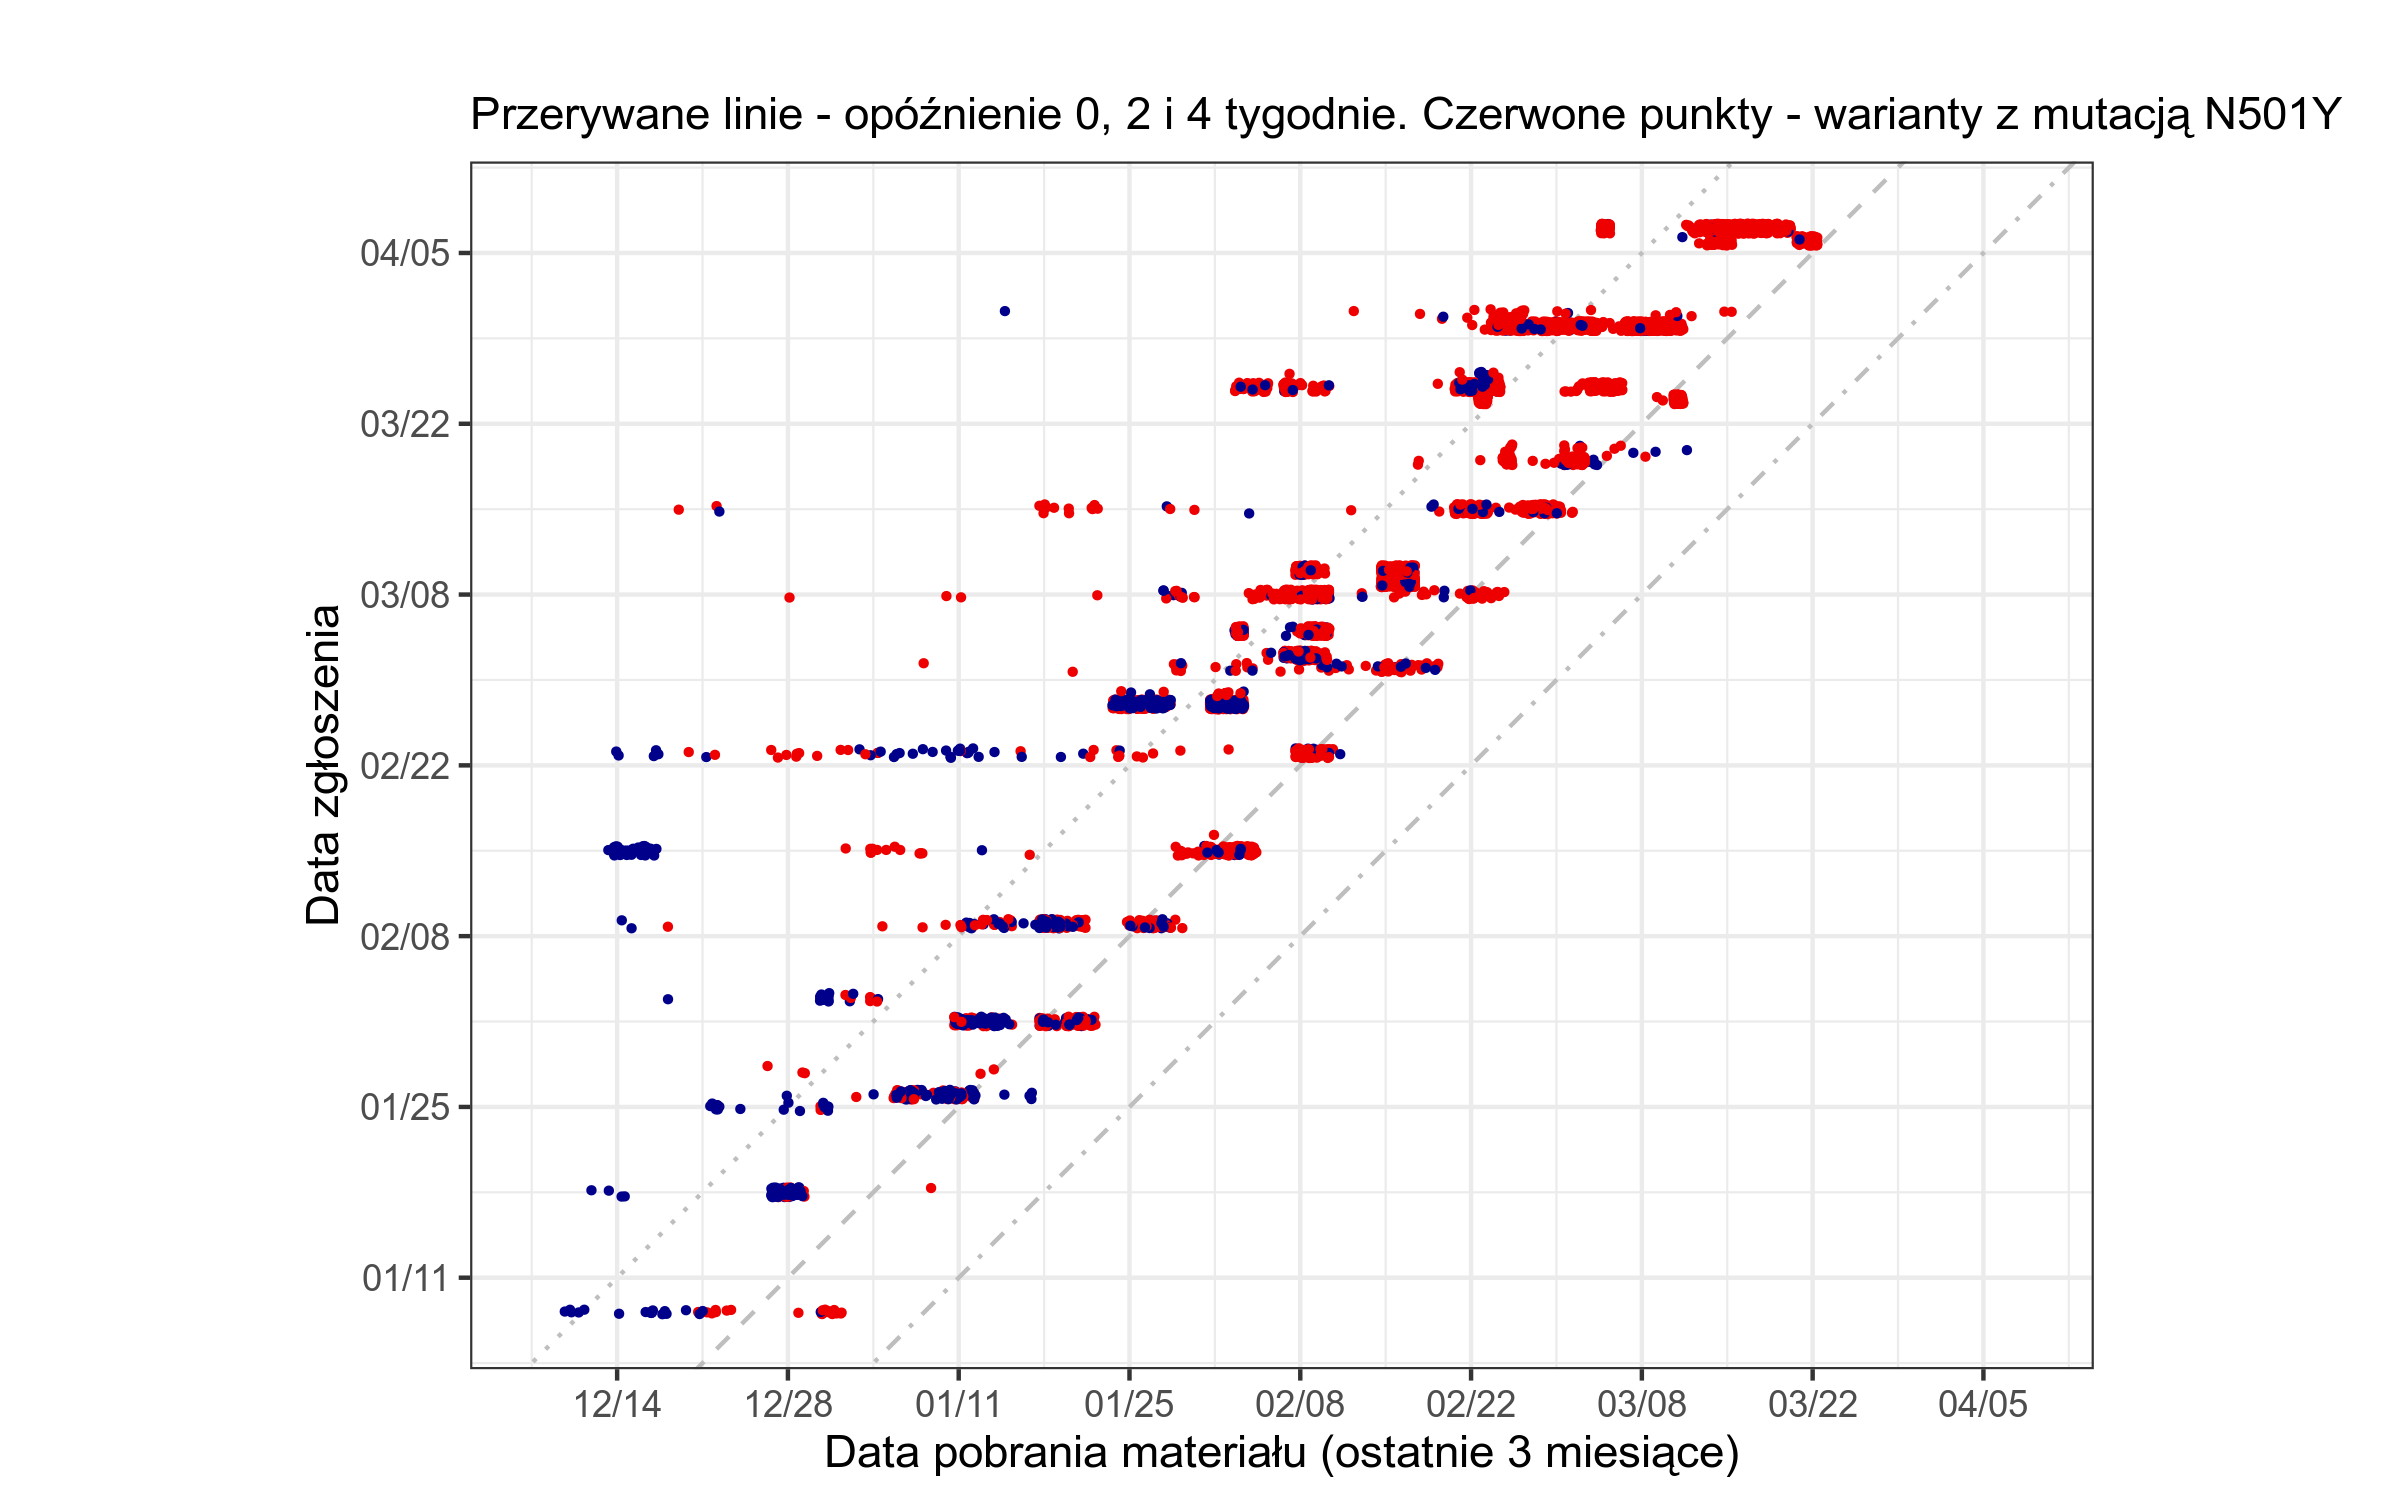 Przerywane linie - opóźnienie 0, 2 i 4 tygodnie. Czerwone punkty - warianty z mutacją N501Y
Data zgłoszenia
04/05
03/22
03/08
02/22
02/08
01/25
01/11
12/14 12/28 01/11 01/25 02/08 02/22 03/08 03/22 04/05
Data pobrania materiału (ostatnie 3 miesiące)